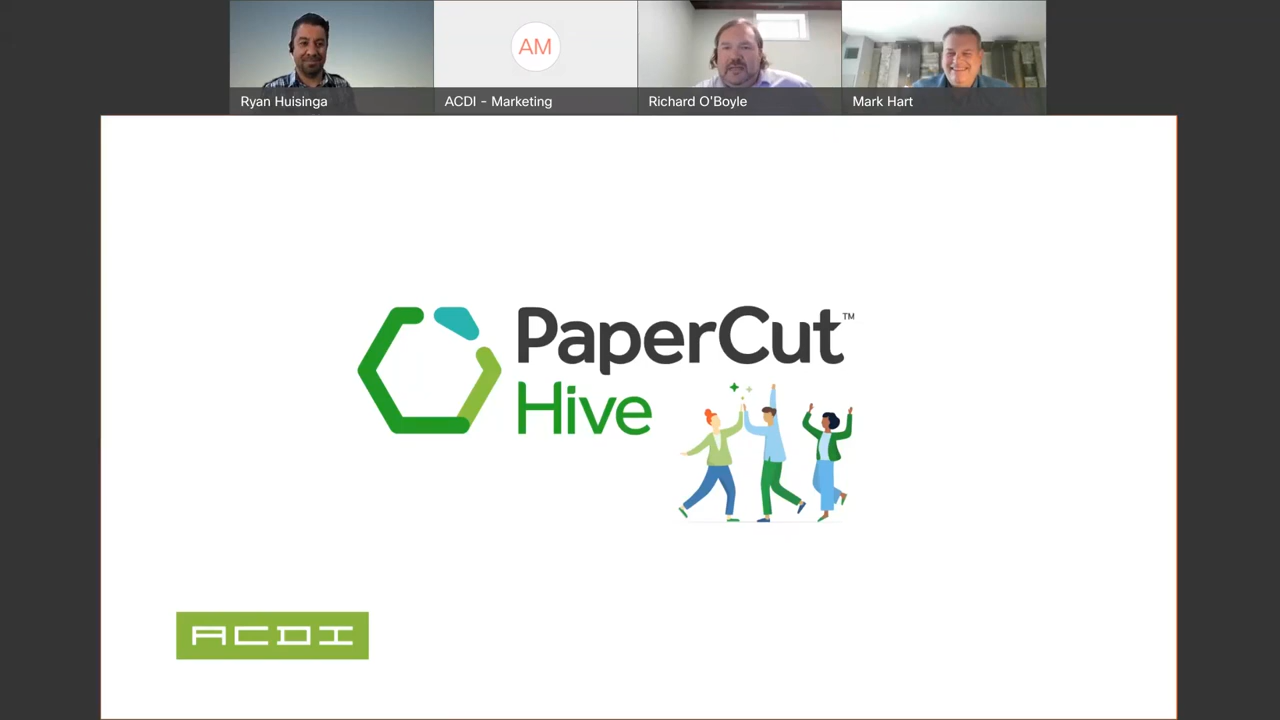 AM
Ryan Huisinga
ACDI - Marketing
Richard O'Boyle
Mark Hart
PaperCut™
Hive
ACDI